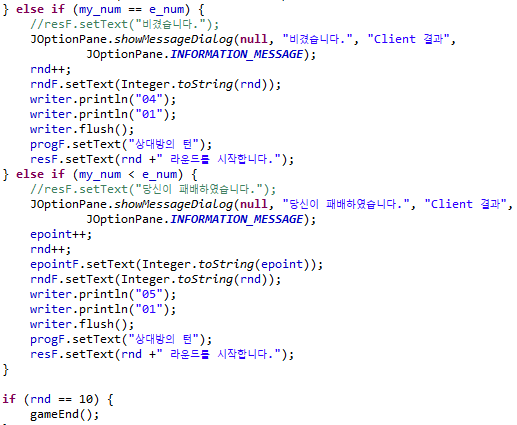 } else if (my_num == e_num) {
//resF.setText("비겼습니다.");
JOptionPane.showMessageDialog(null, "비겼습니다.", "Client 결과",
JOptionPane.INFORMATION_MESSAGE);
rnd++;
rndF.setText(Integer.toString(rnd));
writer.println("04");
writer.println("01");
writer.flush();
progF.setText("상대방의 턴");
resF.setText(rnd +" 라운드를 시작합니다.");
} else if (my_num < e_num) {
//resF.setText("당신이 패배하였습니다.");
JOptionPane.showMessageDialog(null, "당신이 패배하였습니다.", "Client 결과",
JOptionPane.INFORMATION_MESSAGE);
epoint++;
rnd++;
epointF.setText(Integer.toString(epoint));
rndF.setText(Integer.toString(rnd));
writer.println("05");
writer.println("01");
writer.flush();
progF.setText("상대방의 턴");
resF.setText(rnd +" 라운드를 시작합니다.");
}
if (rnd == 10) {
gameEnd();